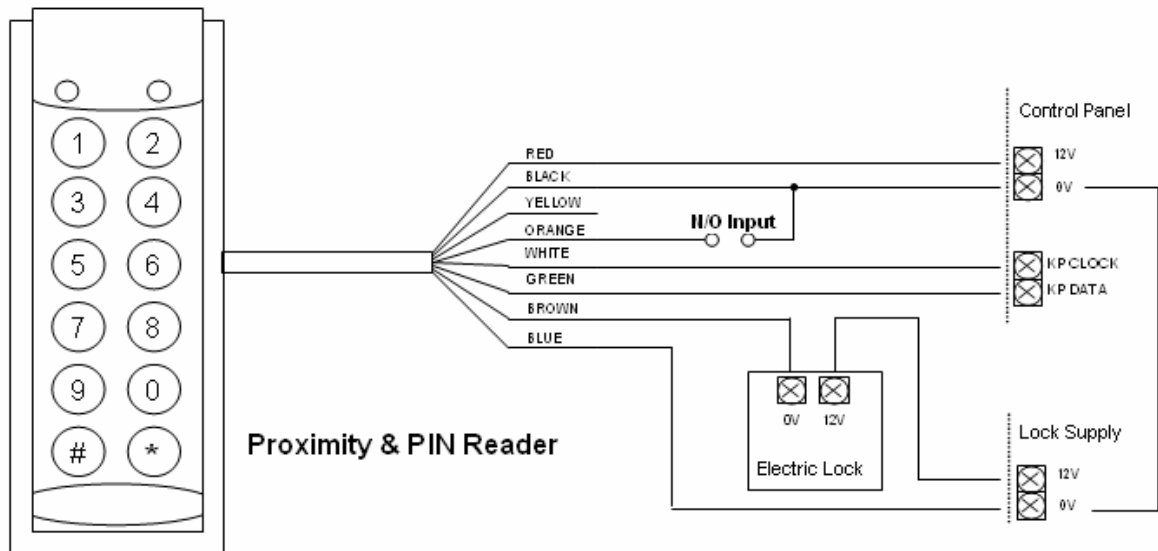 1 2
3 4
5 6
7 8
9 0
# *
Proximity & PIN Reader
RED
BLACK
YELLOW
ORANGE
WHITE
GREEN
BROWN
BLUE
N/O Input
Control Panel
12V
0V
KP CLOCK
KP DATA
0V 12V
Electric Lock
Lock Supply
12V
0V